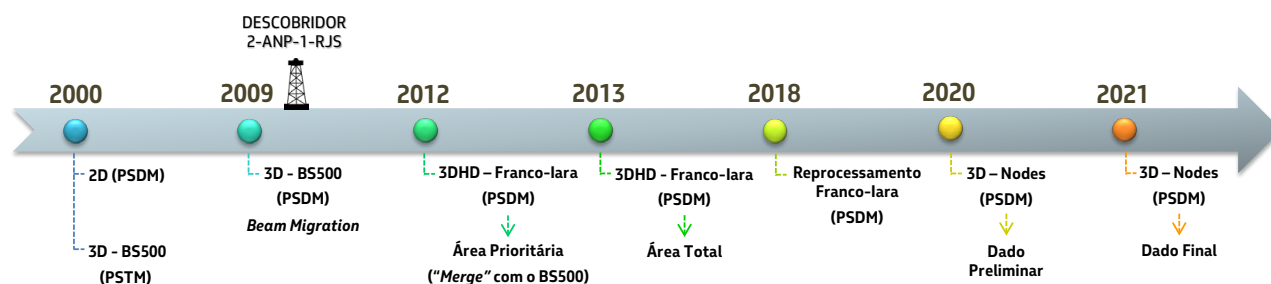 DESCOBRIDOR
2-ANP-1-RJS
2000
2009
2012
2013
2018
2020
2021
2D (PSDM)
3D - BS500
(PSTM)
3D - BS500
(PSDM)
Beam Migration
3DHD – Franco-Iara
(PSDM)
Área Prioritária
("Merge" com o BS500)
3DHD - Franco-Iara
(PSDM)
Área Total
Reprocessamento
Franco-Iara
(PSDM)
3D – Nodes
(PSDM)
Dado
Preliminar
3D – Nodes
(PSDM)
Dado Final